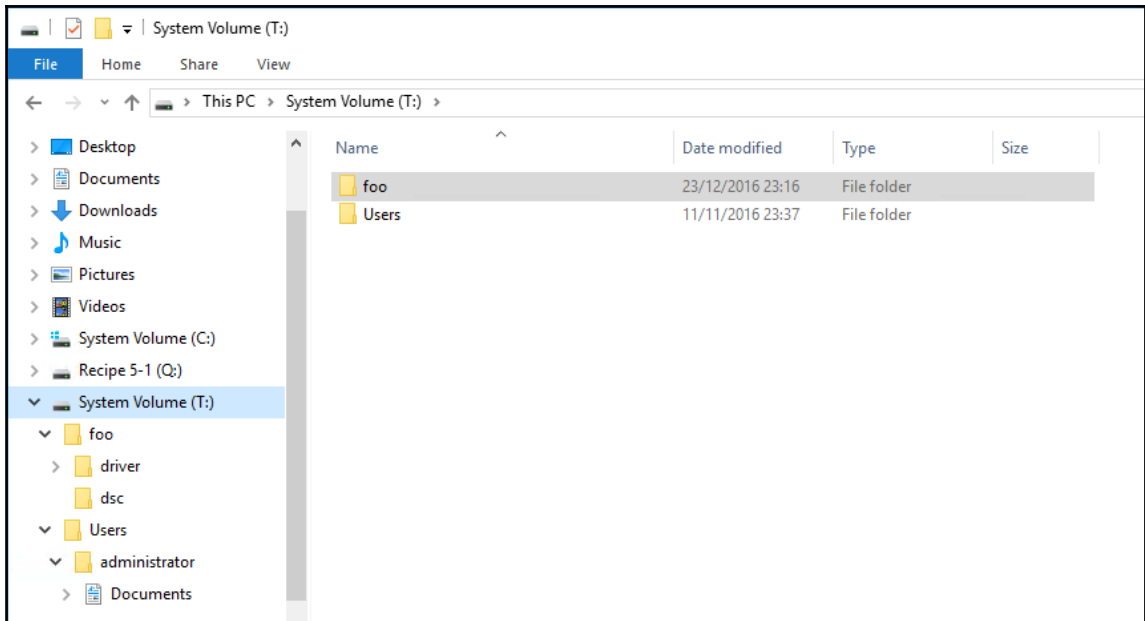 System Volume (T:)
File Home Share View
This PC > System Volume (T:) >
Desktop
Documents
Downloads
Music
Pictures
Videos
System Volume (C:)
Recipe 5-1 (Q:)
System Volume (T:)
foo
driver
dsc
Users
administrator
Documents
Name Date modified Type Size
foo 23/12/2016 23:16 File folder
Users 11/11/2016 23:37 File folder